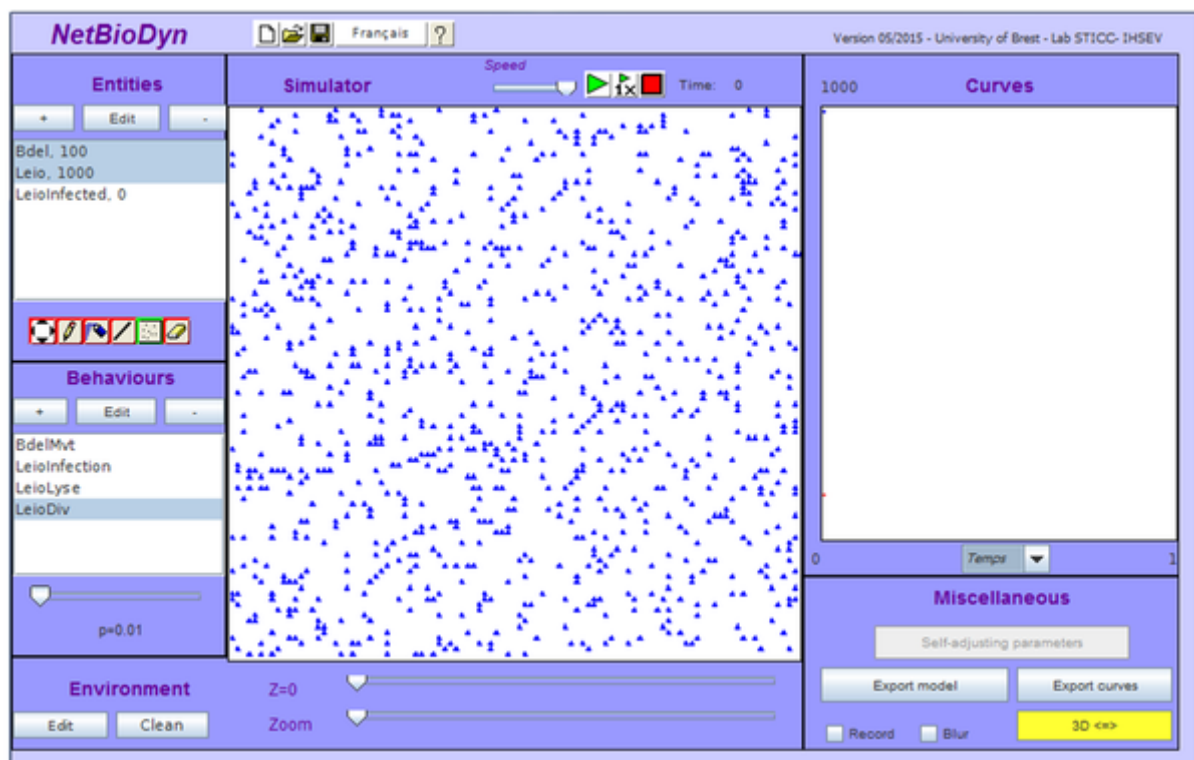 NetBioDyn
Français
?
Version 05/2015 - University of Brest - Lab STICC- IHSEV
Entities
+ Edit -
Bdel, 100
Leio, 1000
LeioInfected, 0
Behaviours
+ Edit -
BdelMvt
LeioInfection
LeioLyse
LeioDiv
p=0.01
Environment
Edit Clean
Simulator
Speed
1X
Time: 0
Z=0
Zoom
1000 Curves
0 Temps 1
Miscellaneous
Self-adjusting parameters
Export model Export curves
Record Blur 3D <=>